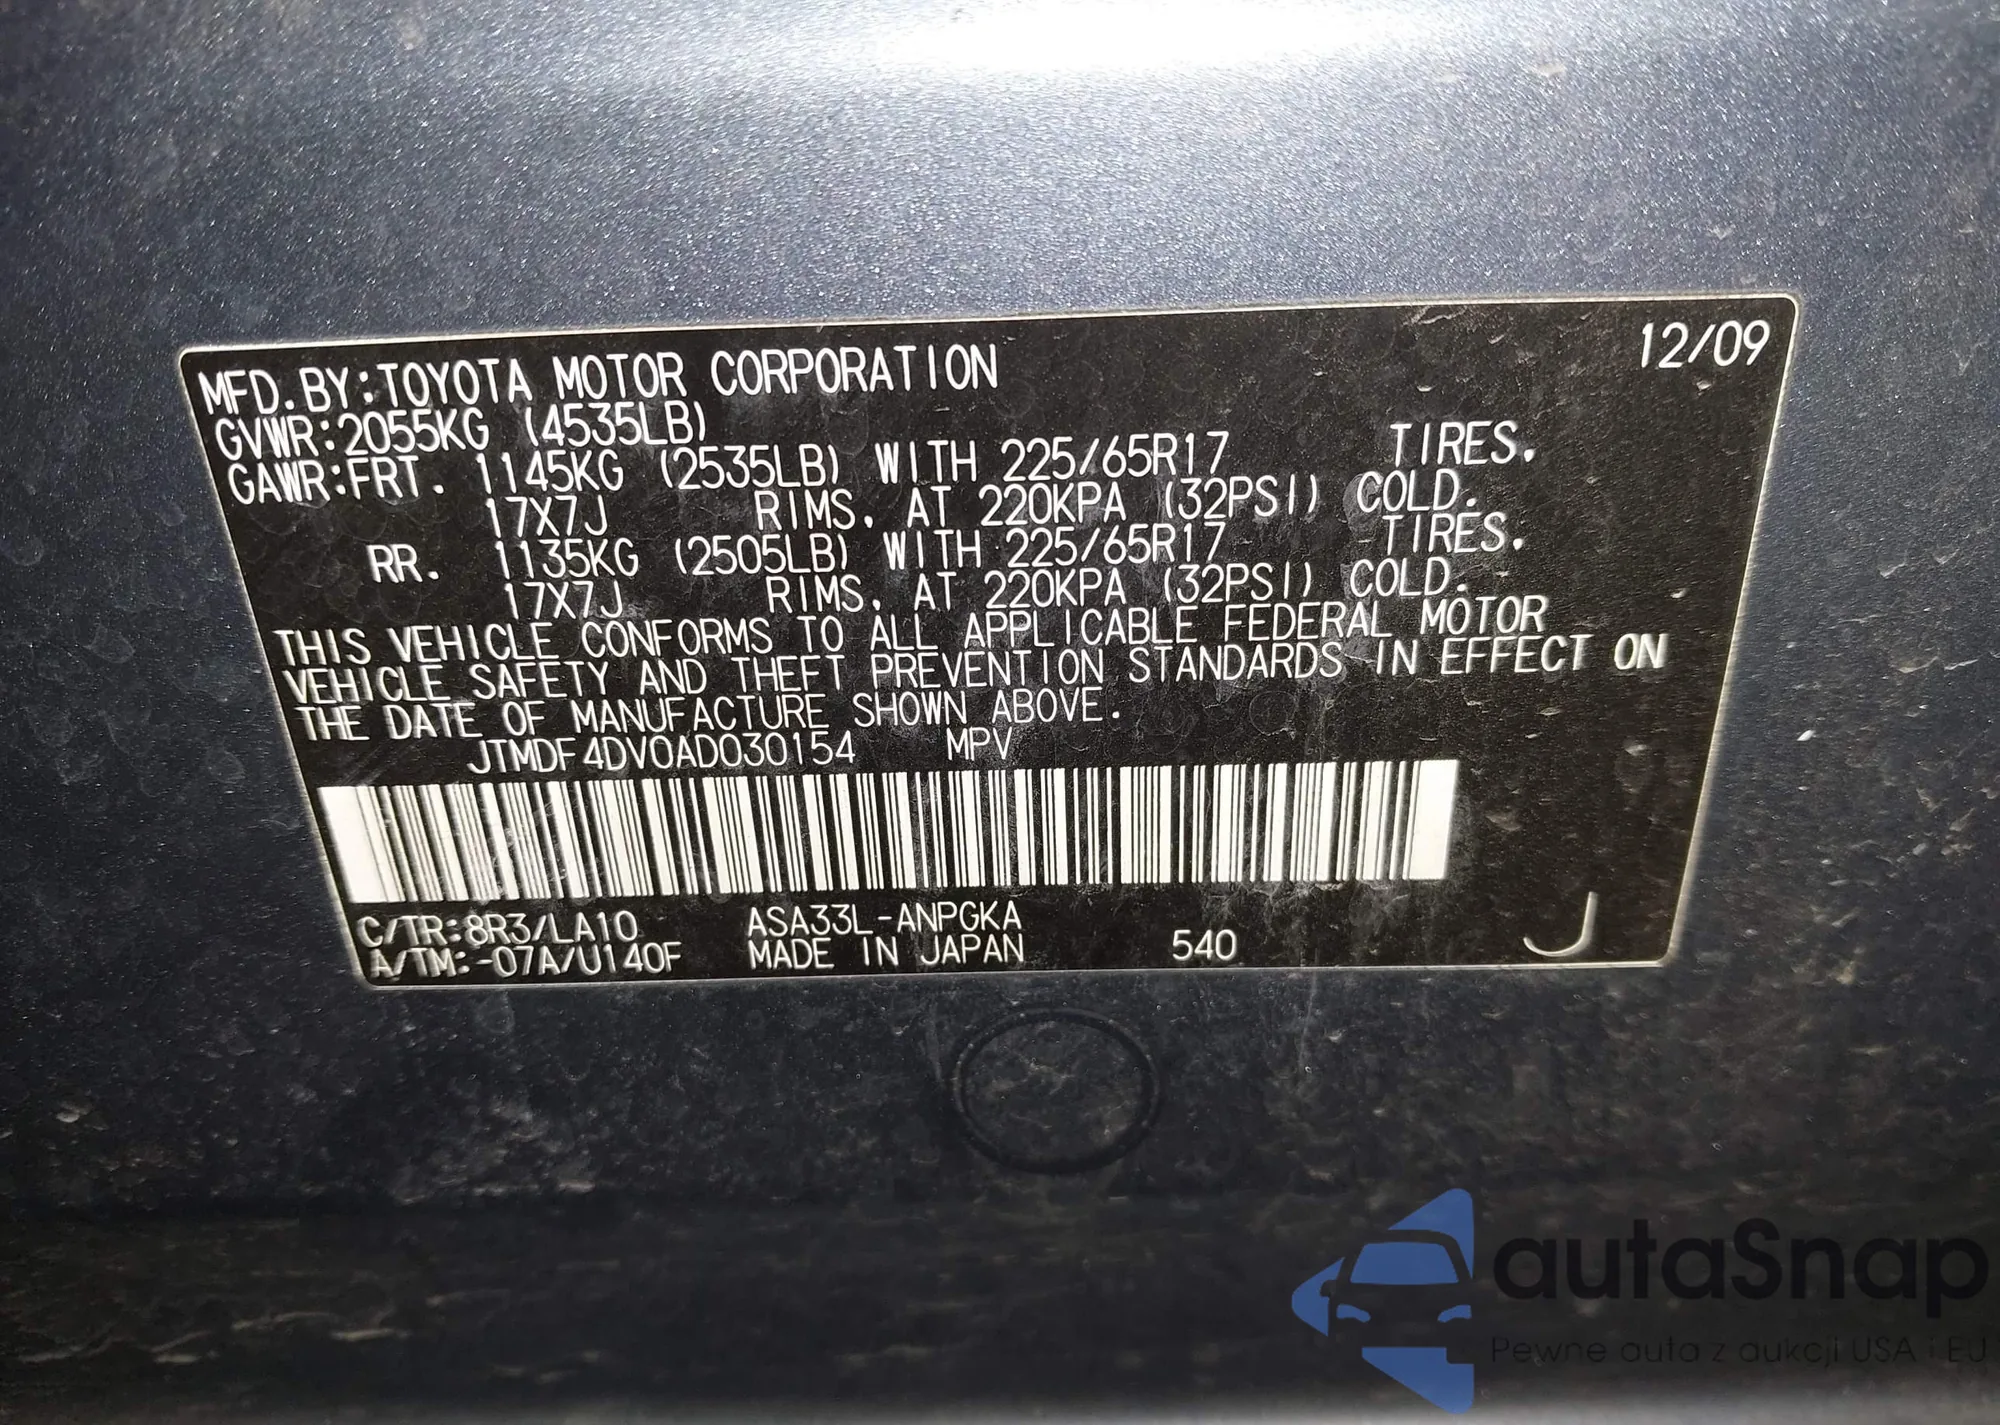 12/09
MFD.BY:TOYOTA MOTOR CORPORATION
GVWR:2055KG (4535LB)
GAWR:FRT. 1145KG (2535LB) WITH 225/65R17 TIRES.
17X7J RIMS, AT 220KPA (32PSI) COLD.
RR. 1135KG (2505LB) WITH 225/65R17 TIRES.
17X7J RIMS, AT 220KPA (32PSI) COLD.
THIS VEHICLE CONFORMS TO ALL APPLICABLE FEDERAL MOTOR
VEHICLE SAFETY AND THEFT PREVENTION STANDARDS IN EFFECT ON
THE DATE OF MANUFACTURE SHOWN ABOVE.
JTMDF4DV0AD030154 MPV
C/TR:8R3/LA10 ASA33L-ANPGKA
A/TM:-07A/U140F MADE IN JAPAN 540 J
autaSnap
Pewne auta z aukcji USA i EU